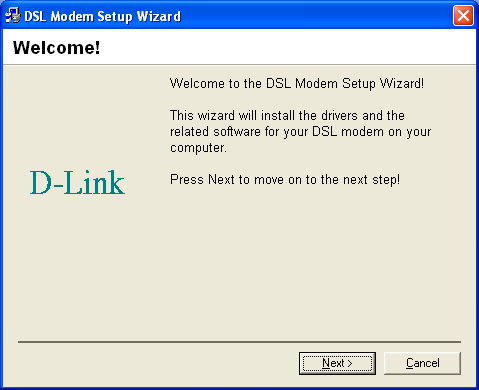 DSL Modem Setup Wizard
Welcome!
Welcome to the DSL Modem Setup Wizard!
This wizard will install the drivers and the
related software for your DSL modem on your
computer.
D-Link
Press Next to move on to the next step!
Next >
Cancel